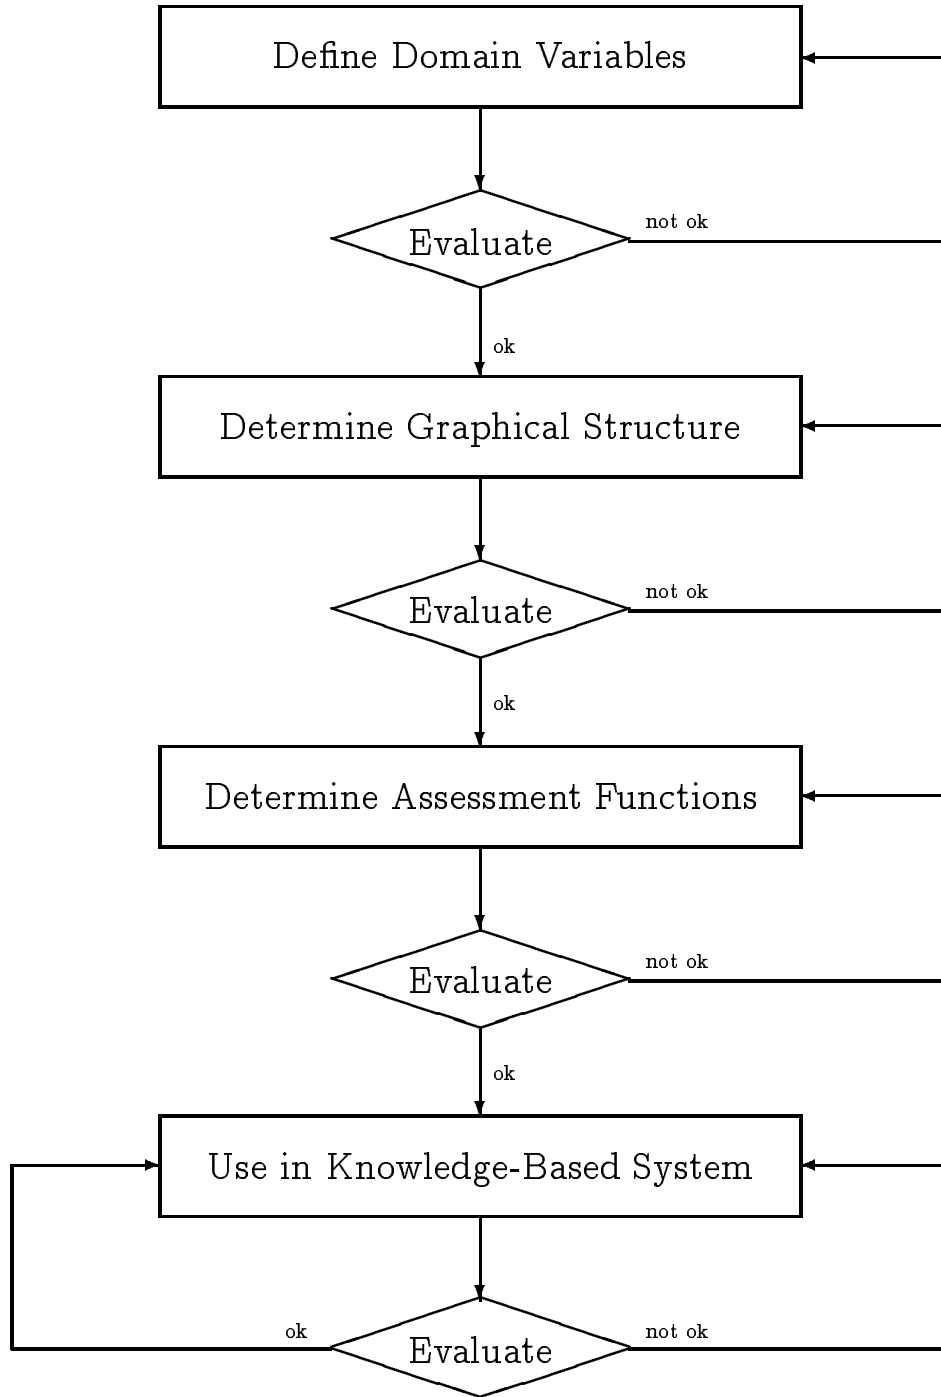 Define Domain Variables
Evaluate
not ok
ok
Determine Graphical Structure
Evaluate
not ok
ok
Determine Assessment Functions
Evaluate
not ok
ok
Use in Knowledge-Based System
ok
Evaluate
not ok